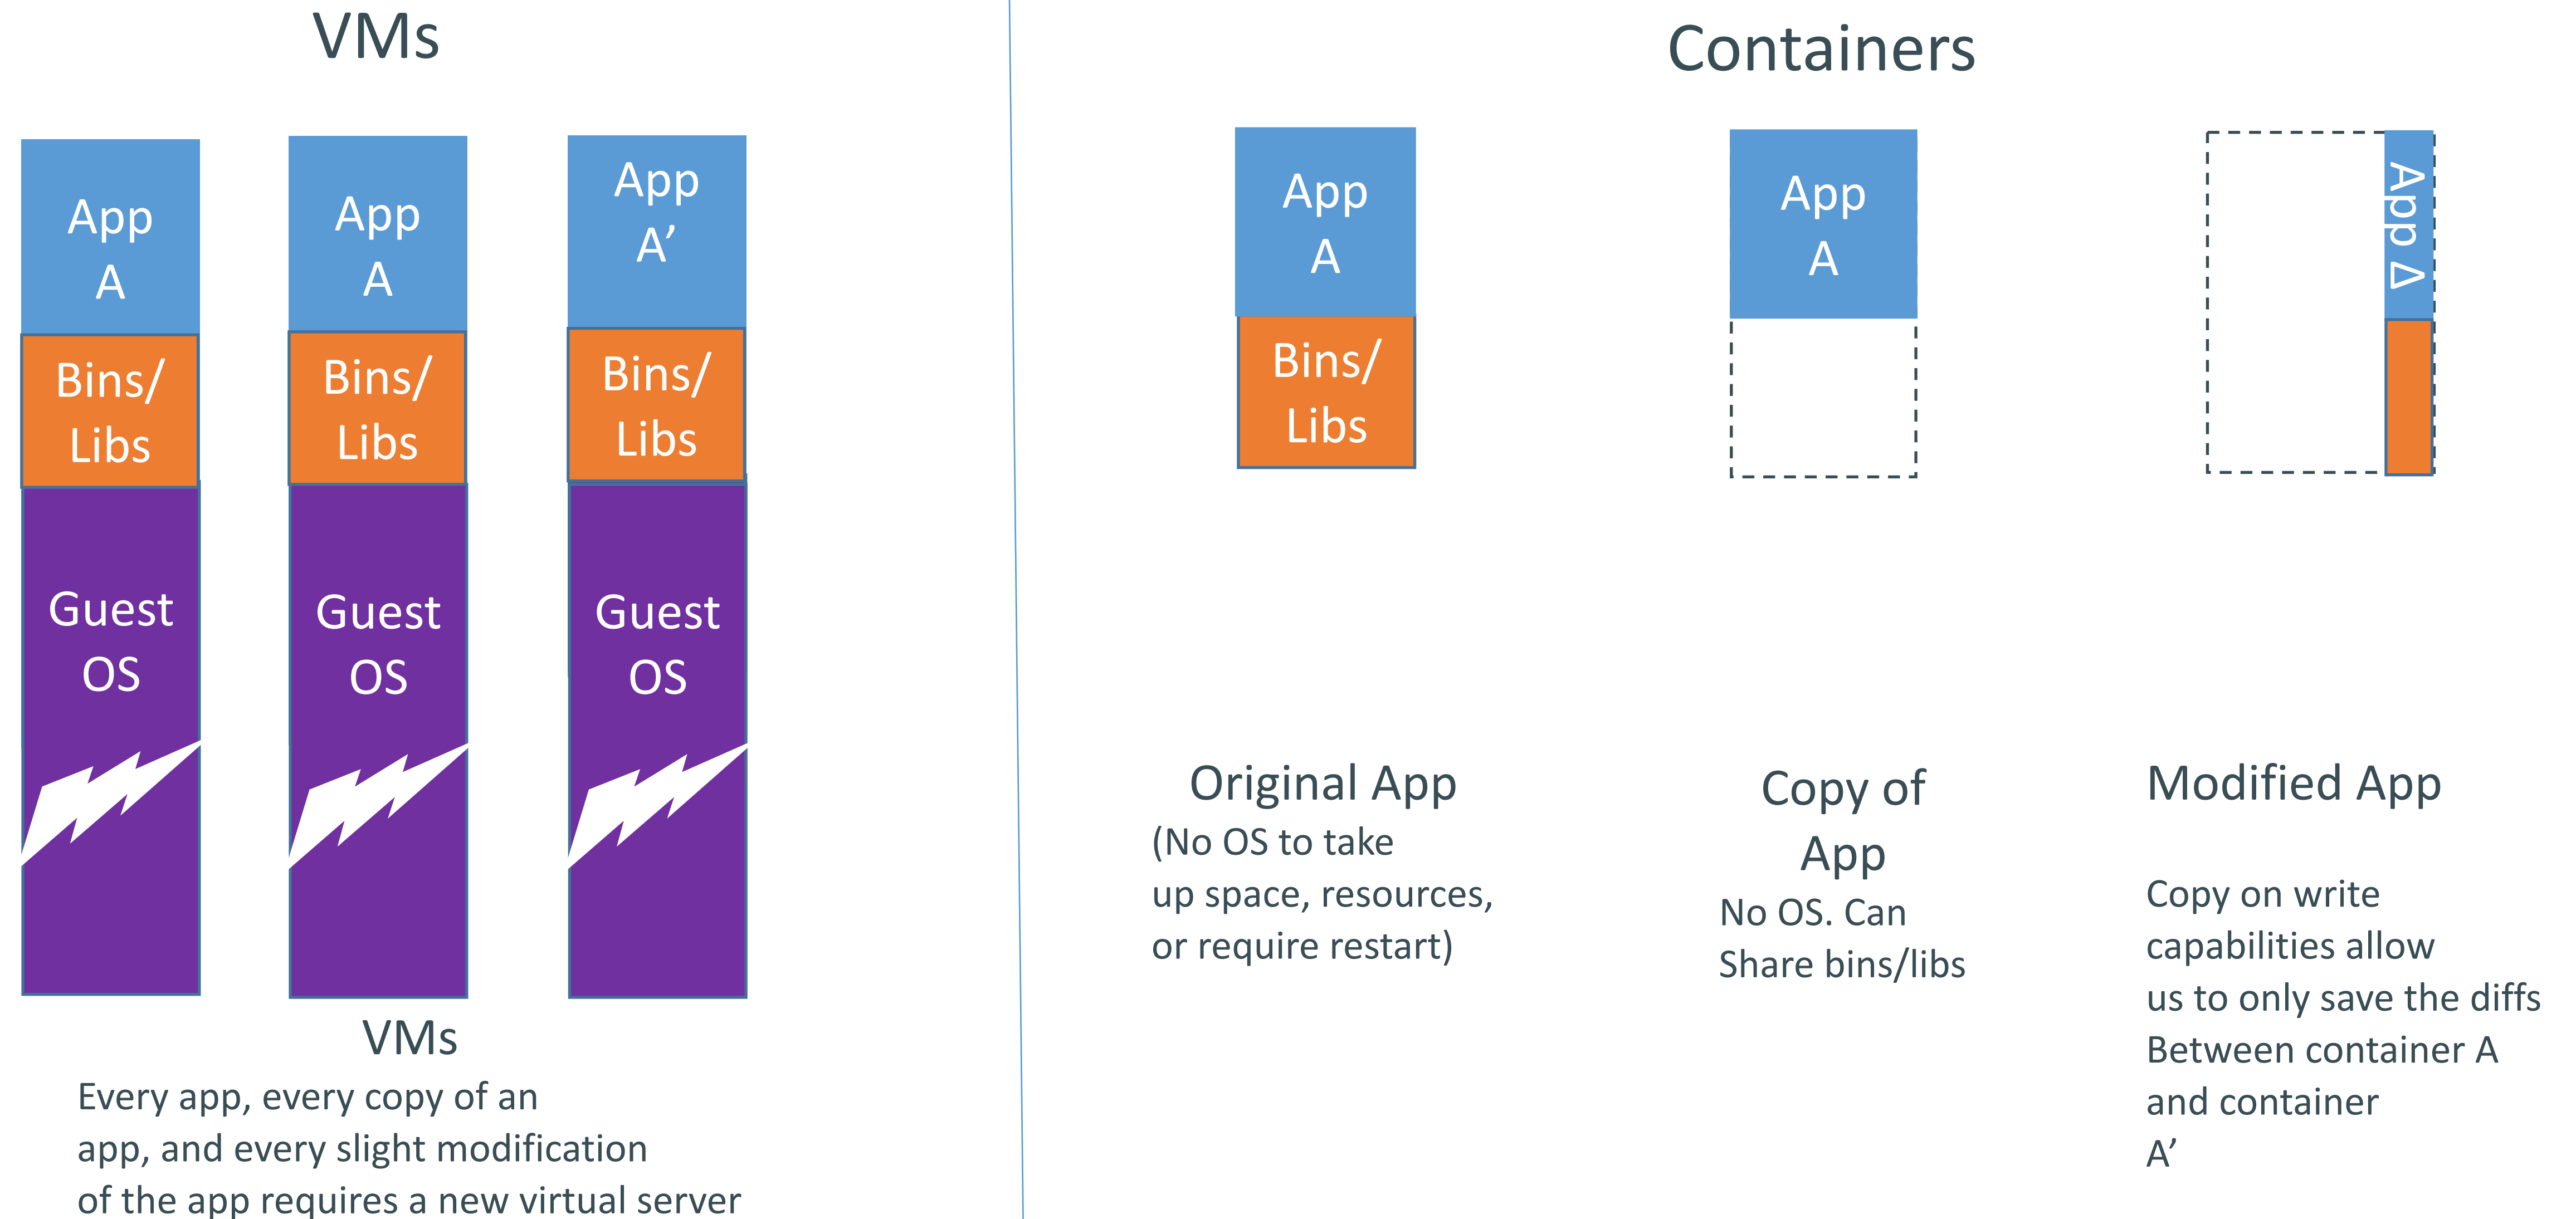 VMs
App
A
Bins/
Libs
Guest
OS
App
A
Bins/
Libs
Guest
OS
App
A’
Bins/
Libs
Guest
OS
VMs
Every app, every copy of an
app, and every slight modification
of the app requires a new virtual server
Containers
App
A
Bins/
Libs
Original App
(No OS to take
up space, resources,
or require restart)
App
A
Copy of
App
No OS. Can
Share bins/libs
App Δ
Modified App
Copy on write
capabilities allow
us to only save the diffs
Between container A
and container
A’